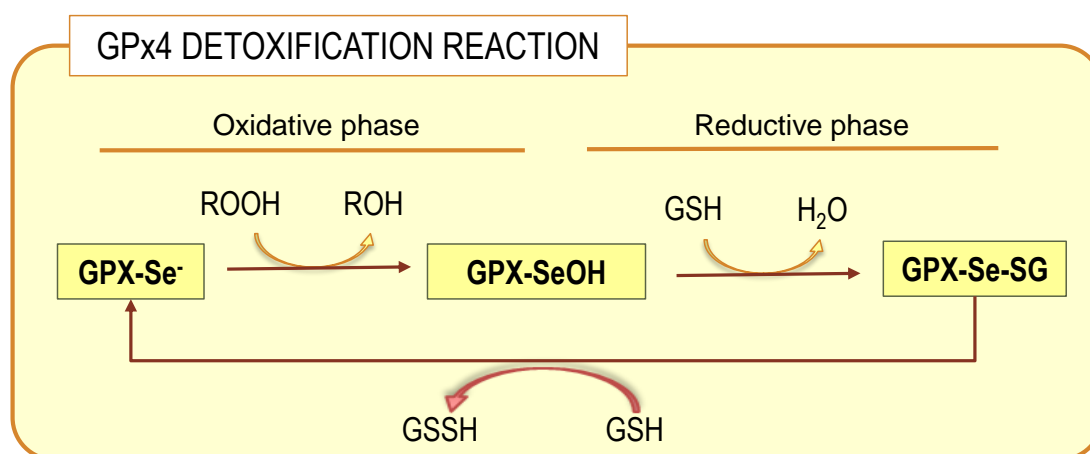 GPx4 DETOXIFICATION REACTION
Oxidative phase
Reductive phase
ROOH
ROH
GSH
H₂O
GPX-Se⁻
GPX-SeOH
GPX-Se-SG
GSSH
GSH